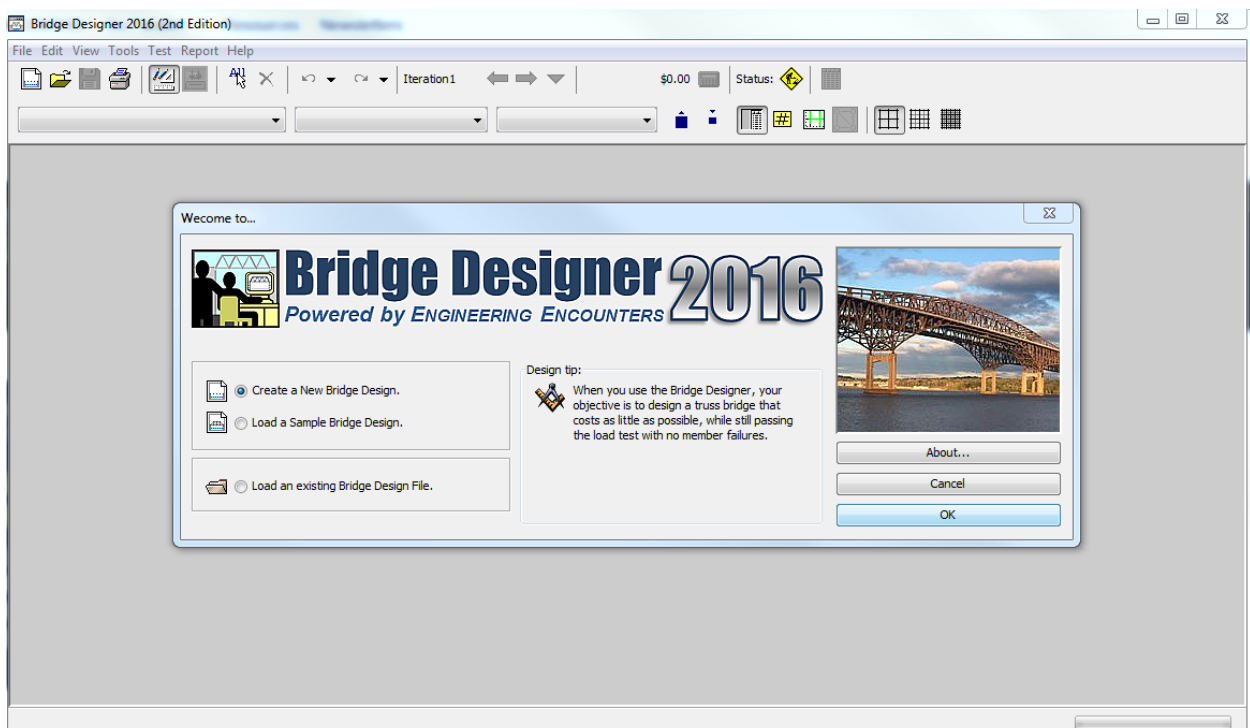 Bridge Designer 2016 (2nd Edition)
File Edit View Tools Test Report Help
All
Iteration1
$0.00
Status:
#
Wecome to...
Bridge Designer 2016
Powered by ENGINEERING ENCOUNTERS
Create a New Bridge Design.
Load a Sample Bridge Design.
Load an existing Bridge Design File.
Design tip:
When you use the Bridge Designer, your
objective is to design a truss bridge that
costs as little as possible, while still passing
the load test with no member failures.
About...
Cancel
OK